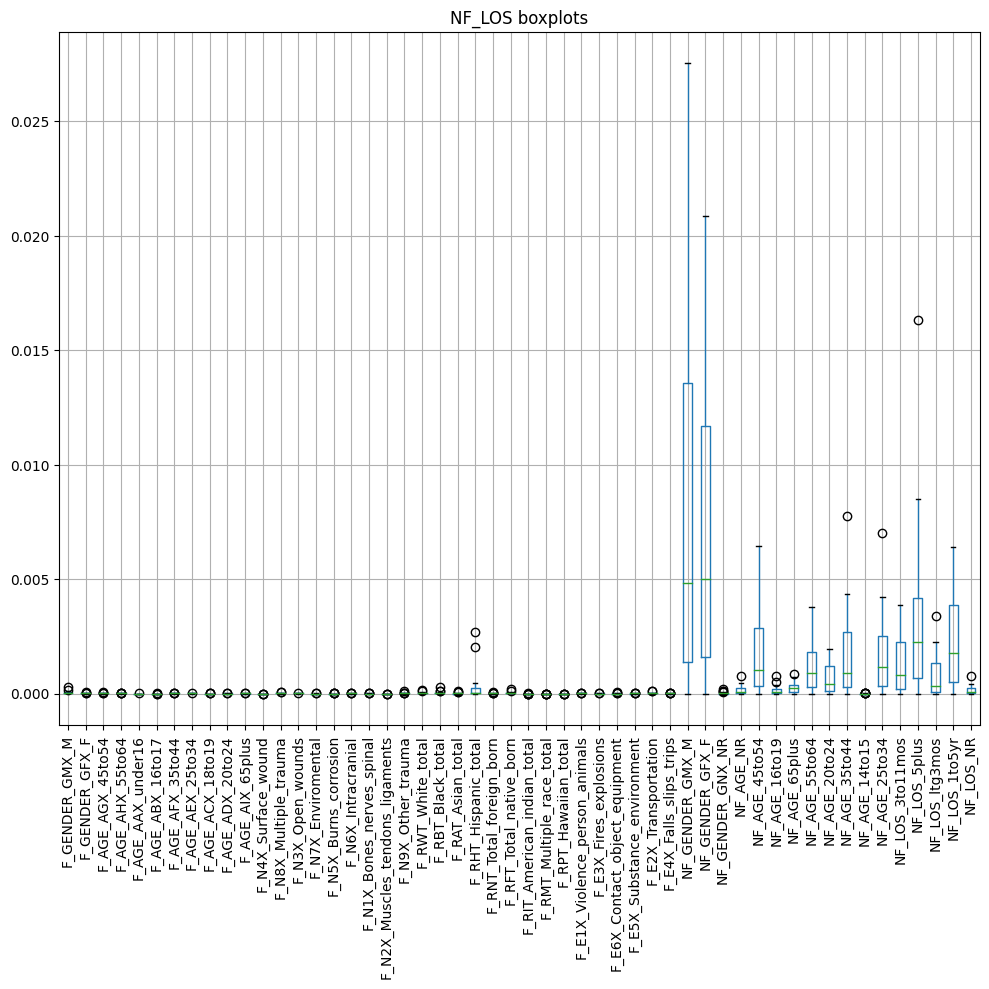 NF_LOS boxplots
0.025
0.020
0.015
0.010
0.005
0.000
F_GENDER_GMX_M
F_GENDER_GFX_F
F_AGE_AGX_45to54
F_AGE_AHX_55to64
F_AGE_AAX_under16
F_AGE_ABX_16to17
F_AGE_AFX_35to44
F_AGE_AEX_25to34
F_AGE_ACX_18to19
F_AGE_ADX_20to24
F_AGE_AIX_65plus
F_N4X_Surface_wound
F_N8X_Multiple_trauma
F_N3X_Open_wounds
F_N7X_Enviromental
F_N5X_Burns_corrosion
F_N6X_Intracranial
F_N1X_Bones_nerves_spinal
F_N2X_Muscles_tendons_ligaments
F_N9X_Other_trauma
F_RWT_White_total
F_RBT_Black_total
F_RAT_Asian_total
F_RHT_Hispanic_total
F_RNT_Total_foreign_born
F_RFT_Total_native_born
F_RIT_American_indian_total
F_RMT_Multiple_race_total
F_RPT_Hawaiian_total
F_E1X_Violence_person_animals
F_E3X_Fires_explosions
F_E6X_Contact_object_equipment
F_E5X_Substance_environment
F_E2X_Transportation
F_E4X_Falls_slips_trips
NF_GENDER_GMX_M
NF_GENDER_GFX_F
NF_GENDER_GNX_NR
NF_AGE_NR
NF_AGE_45to54
NF_AGE_16to19
NF_AGE_65plus
NF_AGE_55to64
NF_AGE_20to24
NF_AGE_35to44
NF_AGE_14to15
NF_AGE_25to34
NF_LOS_3to11mos
NF_LOS_5plus
NF_LOS_ltg3mos
NF_LOS_1to5yr
NF_LOS_NR